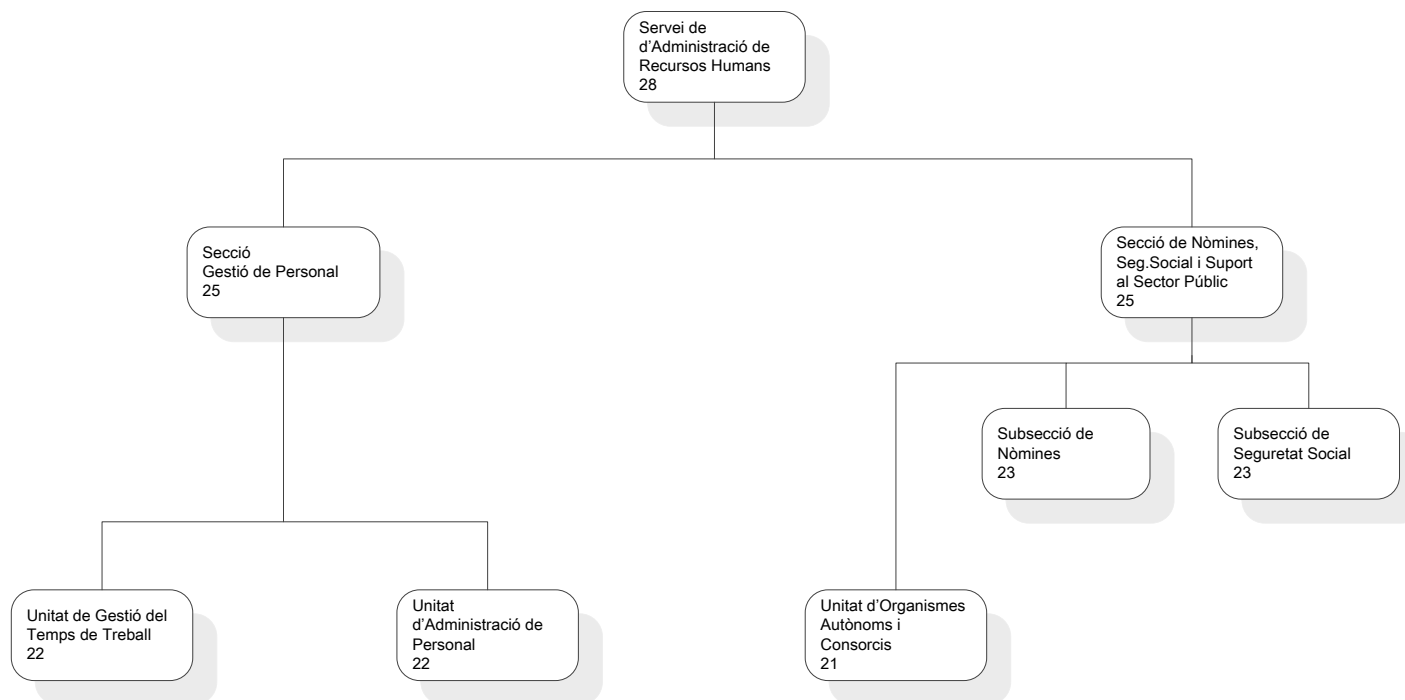 Servei de
d'Administració de
Recursos Humans
28
Secció
Gestió de Personal
25
Secció de Nòmines,
Seg.Social i Suport
al Sector Públic
25
Subsecció de
Nòmines
23
Subsecció de
Seguretat Social
23
Unitat de Gestió del
Temps de Treball
22
Unitat
d'Administració de
Personal
22
Unitat d'Organismes
Autònoms i
Consorcis
21